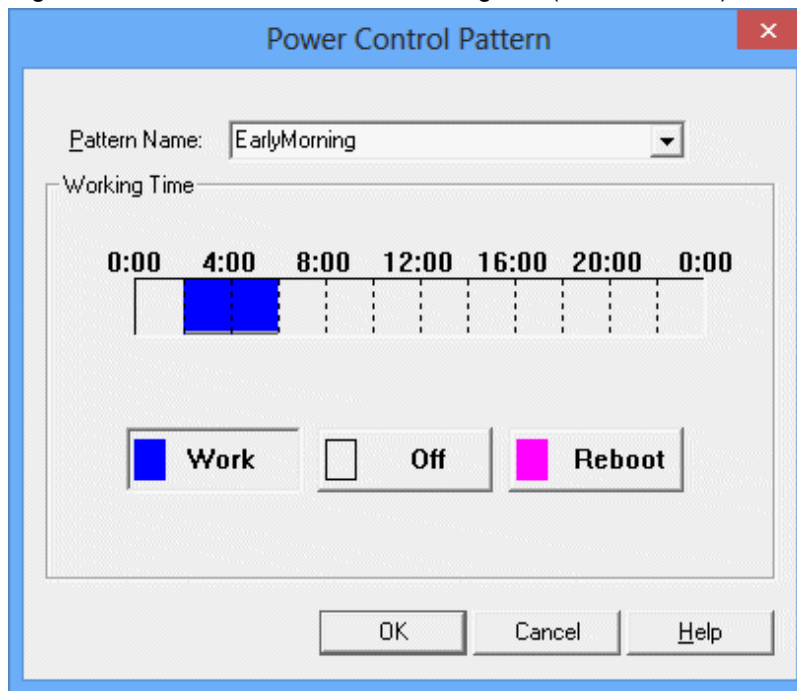 Power Control Pattern
Pattern Name: EarlyMorning
Working Time
0:00 4:00 8:00 12:00 16:00 20:00 0:00
Work Off Reboot
OK Cancel Help